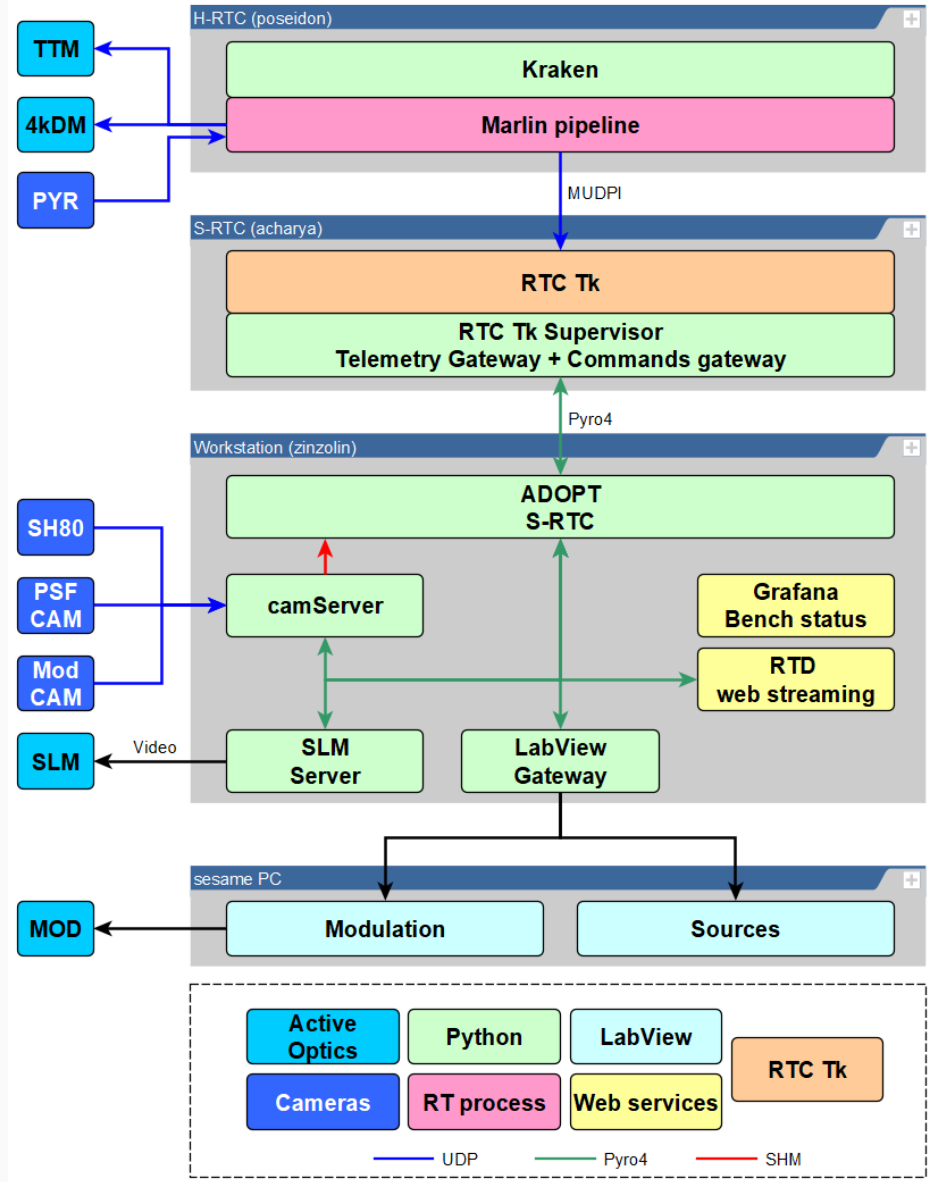 H-RTC (poseidon)
TTM
Kraken
4kDM
Marlin pipeline
PYR
MUDPI
S-RTC (acharya)
RTC Tk
RTC Tk Supervisor
Telemetry Gateway + Commands gateway
Pyro4
Workstation (zinzolin)
ADOPT
S-RTC
SH80
PSF
CAM
camServer
Grafana
Bench status
Mod
CAM
RTD
web streaming
SLM
Video
SLM
Server
LabView
Gateway
sesame PC
MOD
Modulation
Sources
Active
Optics
Python
LabView
RTC Tk
Cameras
RT process
Web services
UDP
Pyro4
SHM